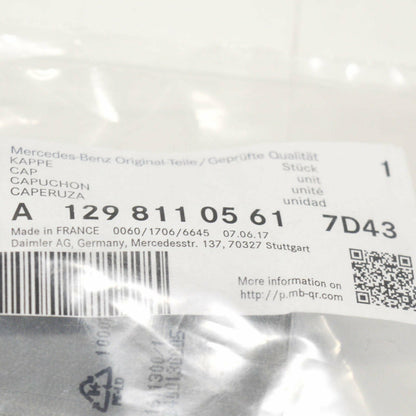 Mercedes-Benz Original-Teile/Geprüfte Qualität
KAPPE Stück 1
CAP unit
CAPUCHON unité
CAPERUZA unidad
A 129 811 05 61 7D43
Made in FRANCE 0060/1706/6645 07.06.17
Daimler AG, Germany, Mercedesstr. 137, 70327 Stuttgart
More information on
http://p.mb-qr.com